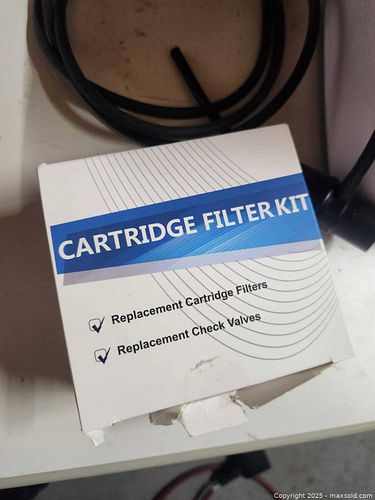 CARTRIDGE FILTER KIT
Replacement Cartridge Filters
Replacement Check Valves
Copyright 2025 - maxsold.com